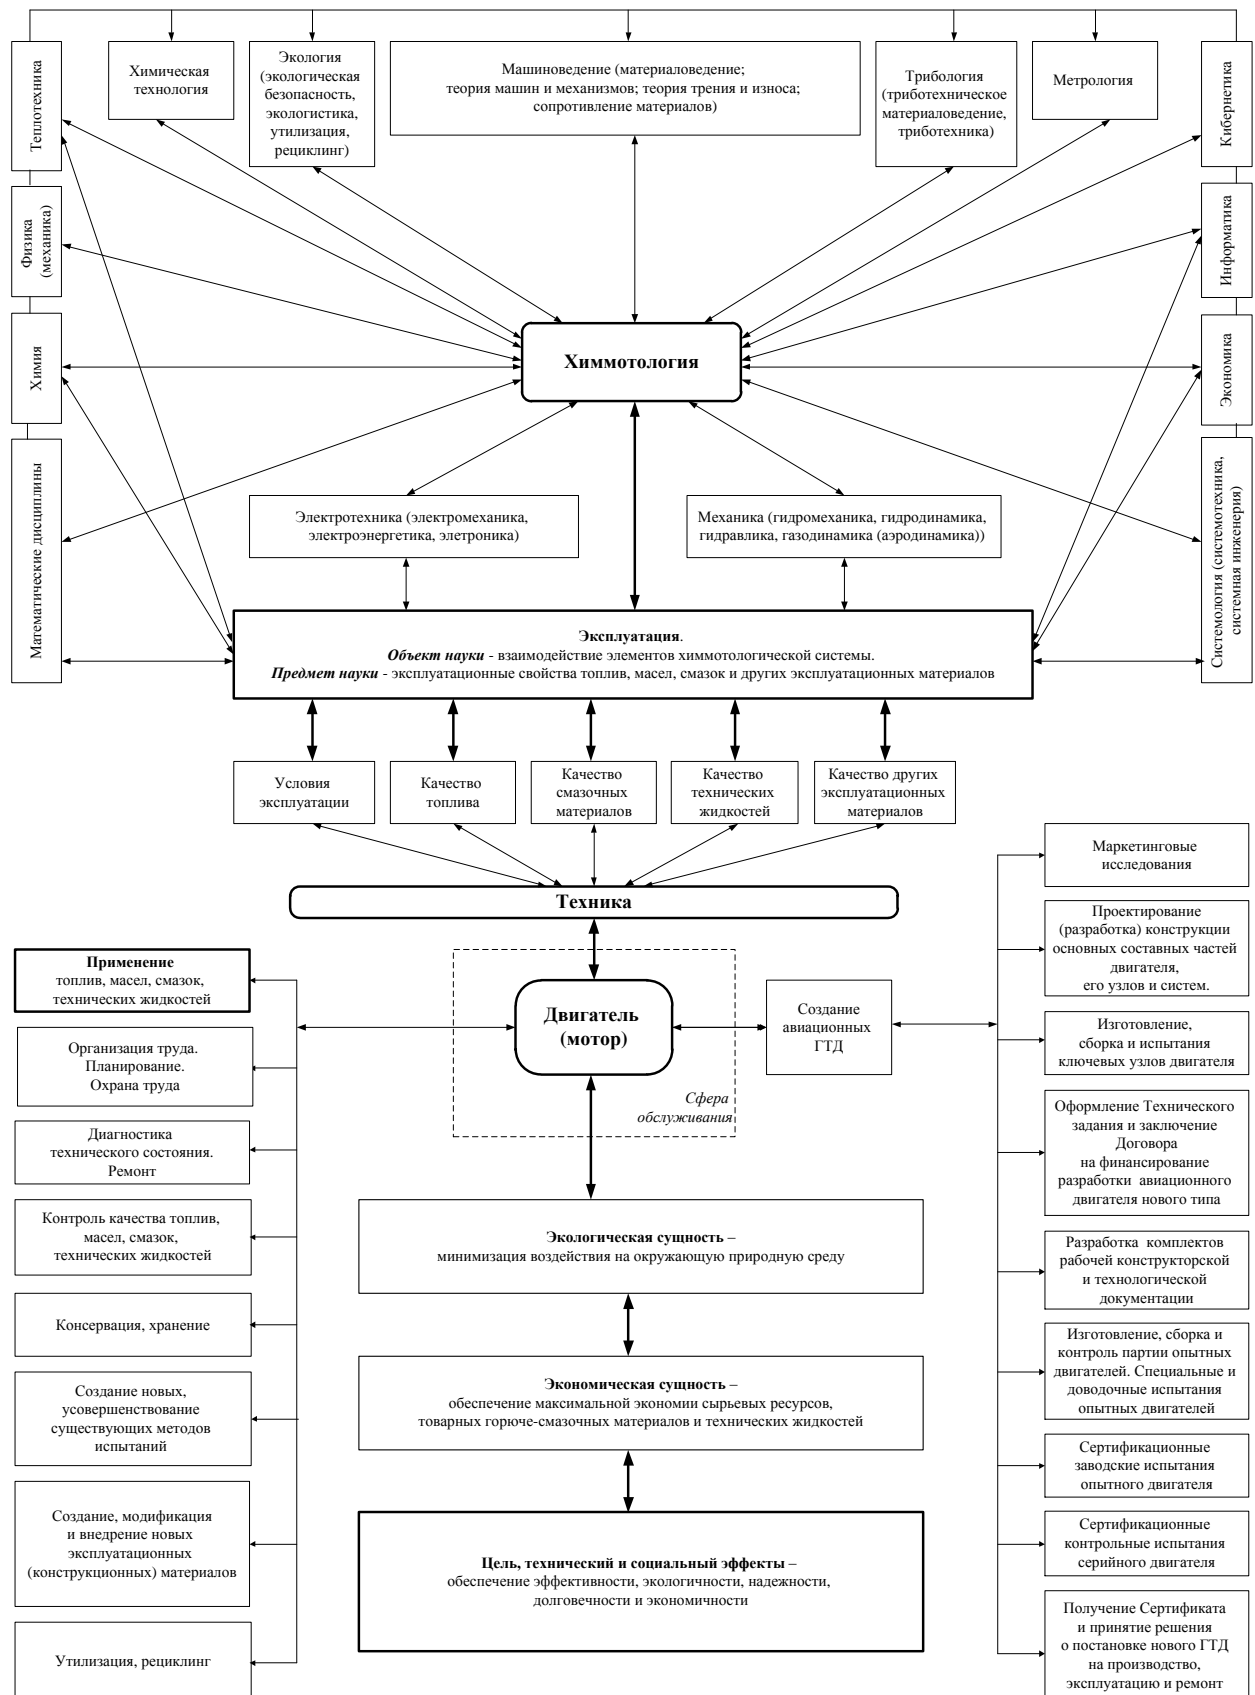 Теплотехника
Химическая
технология
Экология
(экологическая
безопасность,
экологистика,
утилизация,
рециклинг)
Машиноведение (материаловедение;
теория машин и механизмов; теория трения и износа;
сопротивление материалов)
Трибология
(триботехническое
материаловедение,
триботехника)
Метрология
Кибернетика
Физика
(механика)
Информатика
Химия
Химмотология
Экономика
Математические дисциплины
Электротехника (электромеханика,
электроэнергетика, элетроника)
Механика (гидромеханика, гидродинамика,
гидравлика, газодинамика (аэродинамика))
Системология (системотехника,
системная инженерия)
Эксплуатация.
Объект науки - взаимодействие элементов химмотологической системы.
Предмет науки - эксплуатационные свойства топлив, масел, смазок и других эксплуатационных материалов
Условия
эксплуатации
Качество
топлива
Качество
смазочных
материалов
Качество
технических
жидкостей
Качество других
эксплуатационных
материалов
Техника
Двигатель
(мотор)
Сфера
обслуживания
Создание
авиационных
ГТД
Применение
топлив, масел, смазок,
технических жидкостей
Организация труда.
Планирование.
Охрана труда
Диагностика
технического состояния.
Ремонт
Контроль качества топлив,
масел, смазок,
технических жидкостей
Консервация, хранение
Создание новых,
усовершенствование
существующих методов
испытаний
Создание, модификация
и внедрение новых
эксплуатационных
(конструкционных) материалов
Утилизация, рециклинг
Экологическая сущность –
минимизация воздействия на окружающую природную среду
Экономическая сущность –
обеспечение максимальной экономии сырьевых ресурсов,
товарных горюче-смазочных материалов и технических жидкостей
Цель, технический и социальный эффекты –
обеспечение эффективности, экологичности, надежности,
долговечности и экономичности
Маркетинговые
исследования
Проектирование
(разработка) конструкции
основных составных частей
двигателя,
его узлов и систем.
Изготовление,
сборка и испытания
ключевых узлов двигателя
Оформление Технического
задания и заключение
Договора
на финансирование
разработки авиационного
двигателя нового типа
Разработка комплектов
рабочей конструкторской
и технологической
документации
Изготовление, сборка и
контроль партии опытных
двигателей. Специальные и
доводочные испытания
опытных двигателей
Сертификационные
заводские испытания
опытного двигателя
Сертификационные
контрольные испытания
серийного двигателя
Получение Сертификата
и принятие решения
о постановке нового ГТД
на производство,
эксплуатацию и ремонт